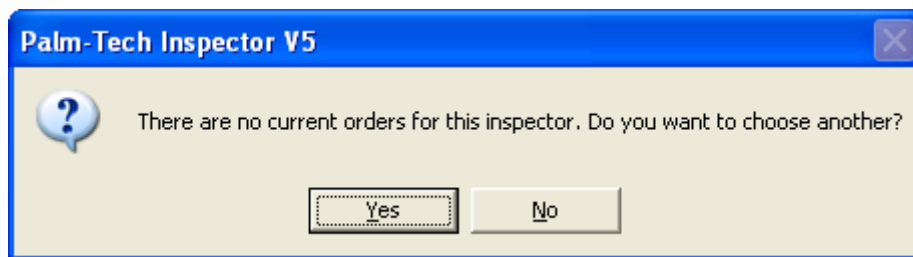 Palm-Tech Inspector V5
There are no current orders for this inspector. Do you want to choose another?
Yes
No